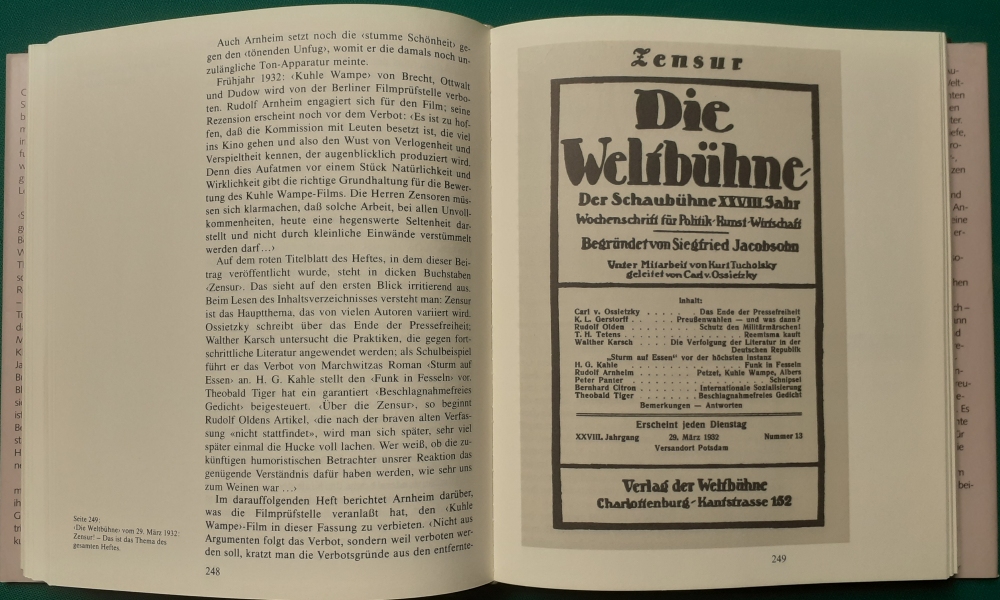 Auch Arnheim setzt noch die ‹stumme Schönheit› ge-
gen den ‹tönenden Unfug›, womit er die damals noch un-
zulängliche Ton-Apparatur meinte.
Frühjahr 1932: ‹Kuhle Wampe› von Brecht, Ottwalt
und Dudow wird von der Berliner Filmprüfstelle verbo-
ten. Rudolf Arnheim engagiert sich für den Film; seine
Rezension erscheint noch vor dem Verbot: ‹Es ist zu hof-
fen, daß die Kommission mit Leuten besetzt ist, die viel
ins Kino gehen und also den Wust von Verlogenheit und
Verspieltheit kennen, der augenblicklich produziert wird.
Denn dies Aufatmen vor einem Stück Natürlichkeit und
Wirklichkeit gibt die richtige Grundhaltung für die Bewer-
tung des Kuhle Wampe-Films. Die Herren Zensoren müs-
sen sich klarmachen, daß solche Arbeit, bei allen Unvoll-
kommenheiten, heute eine hegenswerte Seltenheit dar-
stellt und nicht durch kleinliche Einwände verstümmelt
werden darf …›
Auf dem roten Titelblatt des Heftes, in dem dieser Bei-
trag veröffentlicht wurde, steht in dicken Buchstaben
‹Zensur›. Das sieht auf den ersten Blick irritierend aus.
Beim Lesen des Inhaltsverzeichnisses versteht man: Zensur
ist das Hauptthema, das von vielen Autoren variiert wird.
Ossietzky schreibt über das Ende der Pressefreiheit;
Walther Karsch untersucht die Praktiken, die gegen fort-
schrittliche Literatur angewendet werden; als Schulbeispiel
führt er das Verbot von Marchwitzas Roman ‹Sturm auf
Essen› an. H. G. Kahle stellt den ‹Funk in Fesseln› vor.
Theobald Tiger hat ein garantiert ‹Beschlagnahmefreies
Gedicht› beigesteuert. ‹Über die Zensur›, so beginnt
Rudolf Oldens Artikel, ‹die nach der braven alten Verfas-
sung «nicht stattfindet», wird man sich später, sehr viel
später einmal die Hucke voll lachen. Wer weiß, ob die zu-
künftigen humoristischen Betrachter unsrer Reaktion das
genügende Verständnis dafür haben werden, wie sehr uns
zum Weinen war …›
Im darauffolgenden Heft berichtet Arnheim darüber,
was die Filmprüfstelle veranlaßt hat, den ‹Kuhle
Wampe›-Film in dieser Fassung zu verbieten. ‹Nicht aus
Argumenten folgt das Verbot, sondern weil verboten wer-
den soll, kratzt man die Verbotsgründe aus den entfernte-
Seite 249:
‹Die Weltbühne› vom 29. März 1932:
Zensur! – Das ist das Thema des
gesamten Heftes.
248
Zensur
Die
Weltbühne
Der Schaubühne XXVIII. Jahr
Wochenschrift für Politik·Kunst·Wirtschaft
Begründet von Siegfried Jacobsohn
Unter Mitarbeit von Kurt Tucholsky
geleitet von Carl v. Ossietzky
Inhalt:
Carl v. Ossietzky . . . . Das Ende der Pressefreiheit
K. L. Gerstorff . . . Preußenwahlen — und was dann?
Rudolf Olden . . . . . Schutz den Militärmärschen!
T. H. Tetens . . . . . . . . Reemtsma kauft
Walther Karsch . . . Die Verfolgung der Literatur in der
Deutschen Republik
„Sturm auf Essen“ vor der höchsten Instanz
H. G. Kahle . . . . . . . . Funk in Fesseln
Rudolf Arnheim . . . . . Petzet, Kuhle Wampe, Albers
Peter Panter . . . . . . . . Schnipsel
Bernhard Citron . . . . . Internationale Sozialisierung
Theobald Tiger . . . . . Beschlagnahmefreies Gedicht
Bemerkungen — Antworten
Erscheint jeden Dienstag
XXVIII. Jahrgang 29. März 1932 Nummer 13
Versandort Potsdam
Verlag der Weltbühne
Charlottenburg-Kantstrasse 152
249